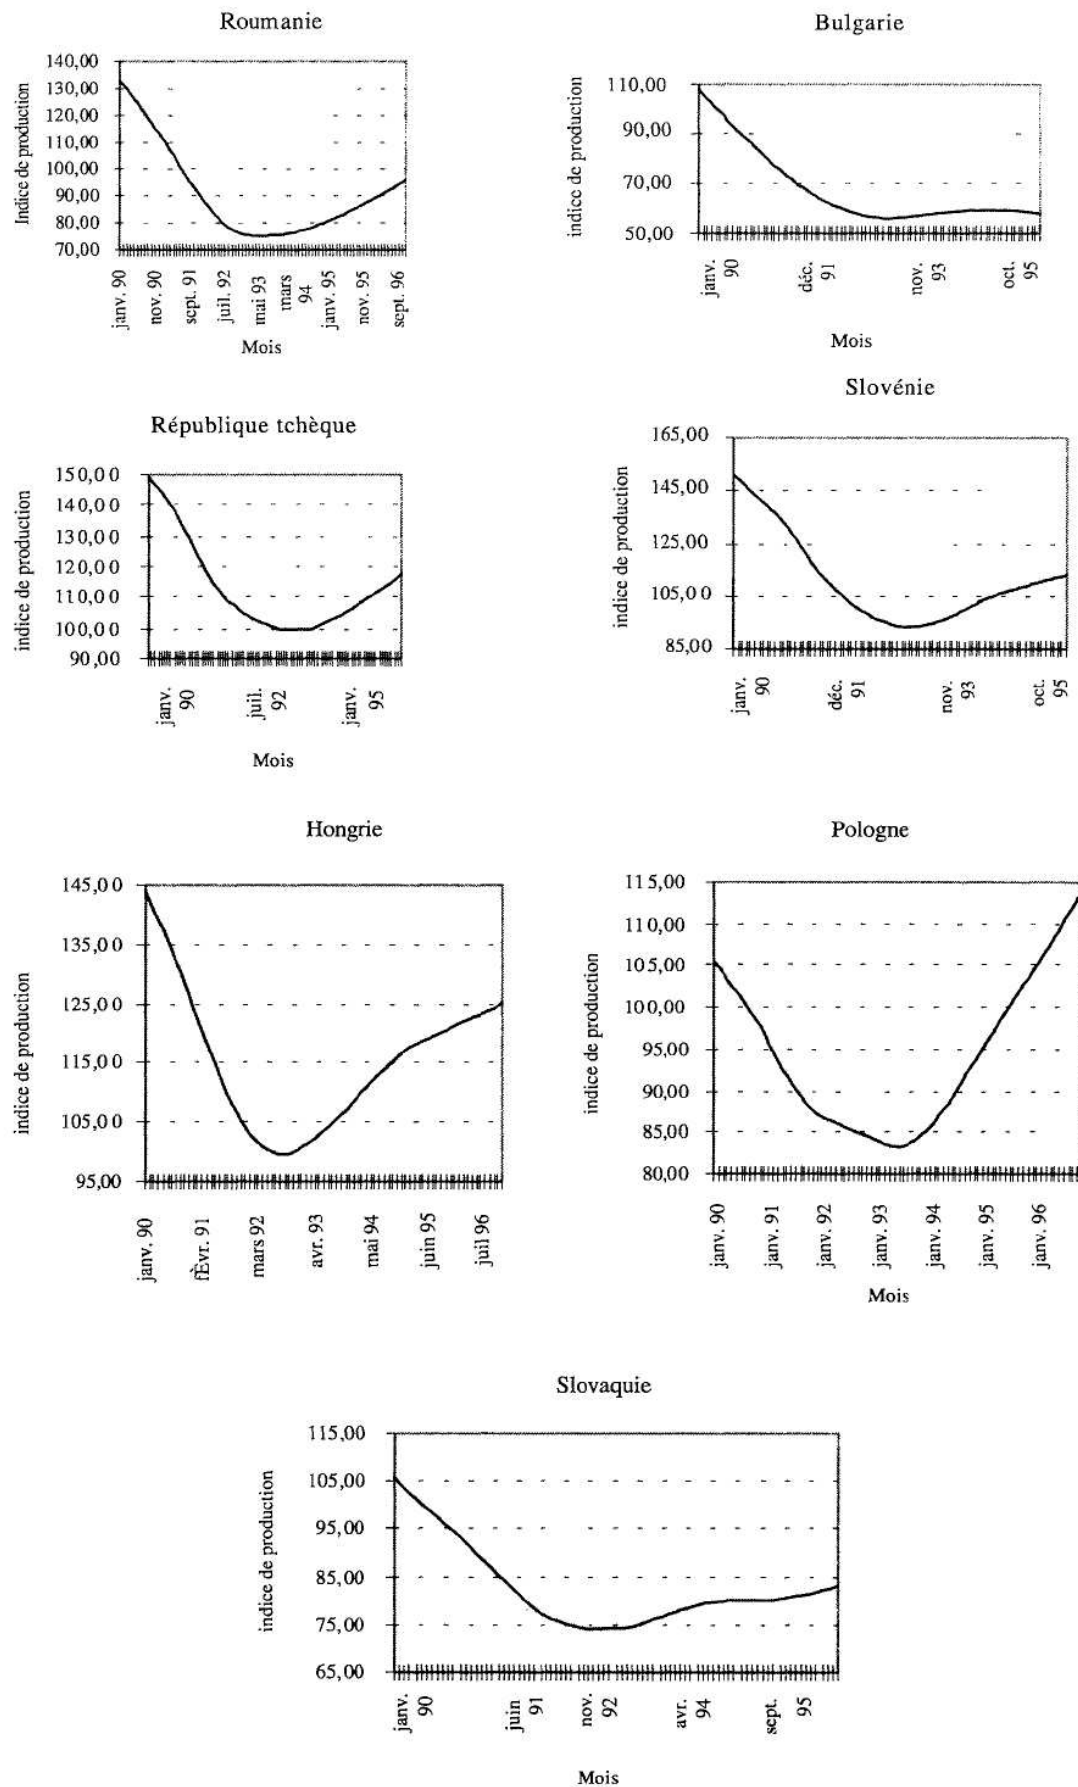 Roumanie
Indice de production
140,00
130,00
120,00
110,00
100,00
90,00
80,00
70,00
janv. 90
nov. 90
sept. 91
juil. 92
mai 93
mars 94
janv. 95
nov. 95
sept. 96
Mois
Bulgarie
indice de production
110,00
90,00
70,00
50,00
janv. 90
déc. 91
nov. 93
oct. 95
Mois
République tchèque
indice de production
150,00
140,00
130,00
120,00
110,00
100,00
90,00
janv. 90
juil. 92
janv. 95
Mois
Slovénie
indice de production
165,00
145,00
125,00
105,00
85,00
janv. 90
déc. 91
nov. 93
oct. 95
Hongrie
indice de production
145,00
135,00
125,00
115,00
105,00
95,00
janv. 90
fÈvr. 91
mars 92
avr. 93
mai 94
juin 95
juil 96
Pologne
indice de production
115,00
110,00
105,00
100,00
95,00
90,00
85,00
80,00
janv. 90
janv. 91
janv. 92
janv. 93
janv. 94
janv. 95
janv. 96
Mois
Slovaquie
indice de production
115,00
105,00
95,00
85,00
75,00
65,00
janv. 90
juin 91
nov. 92
avr. 94
sept. 95
Mois